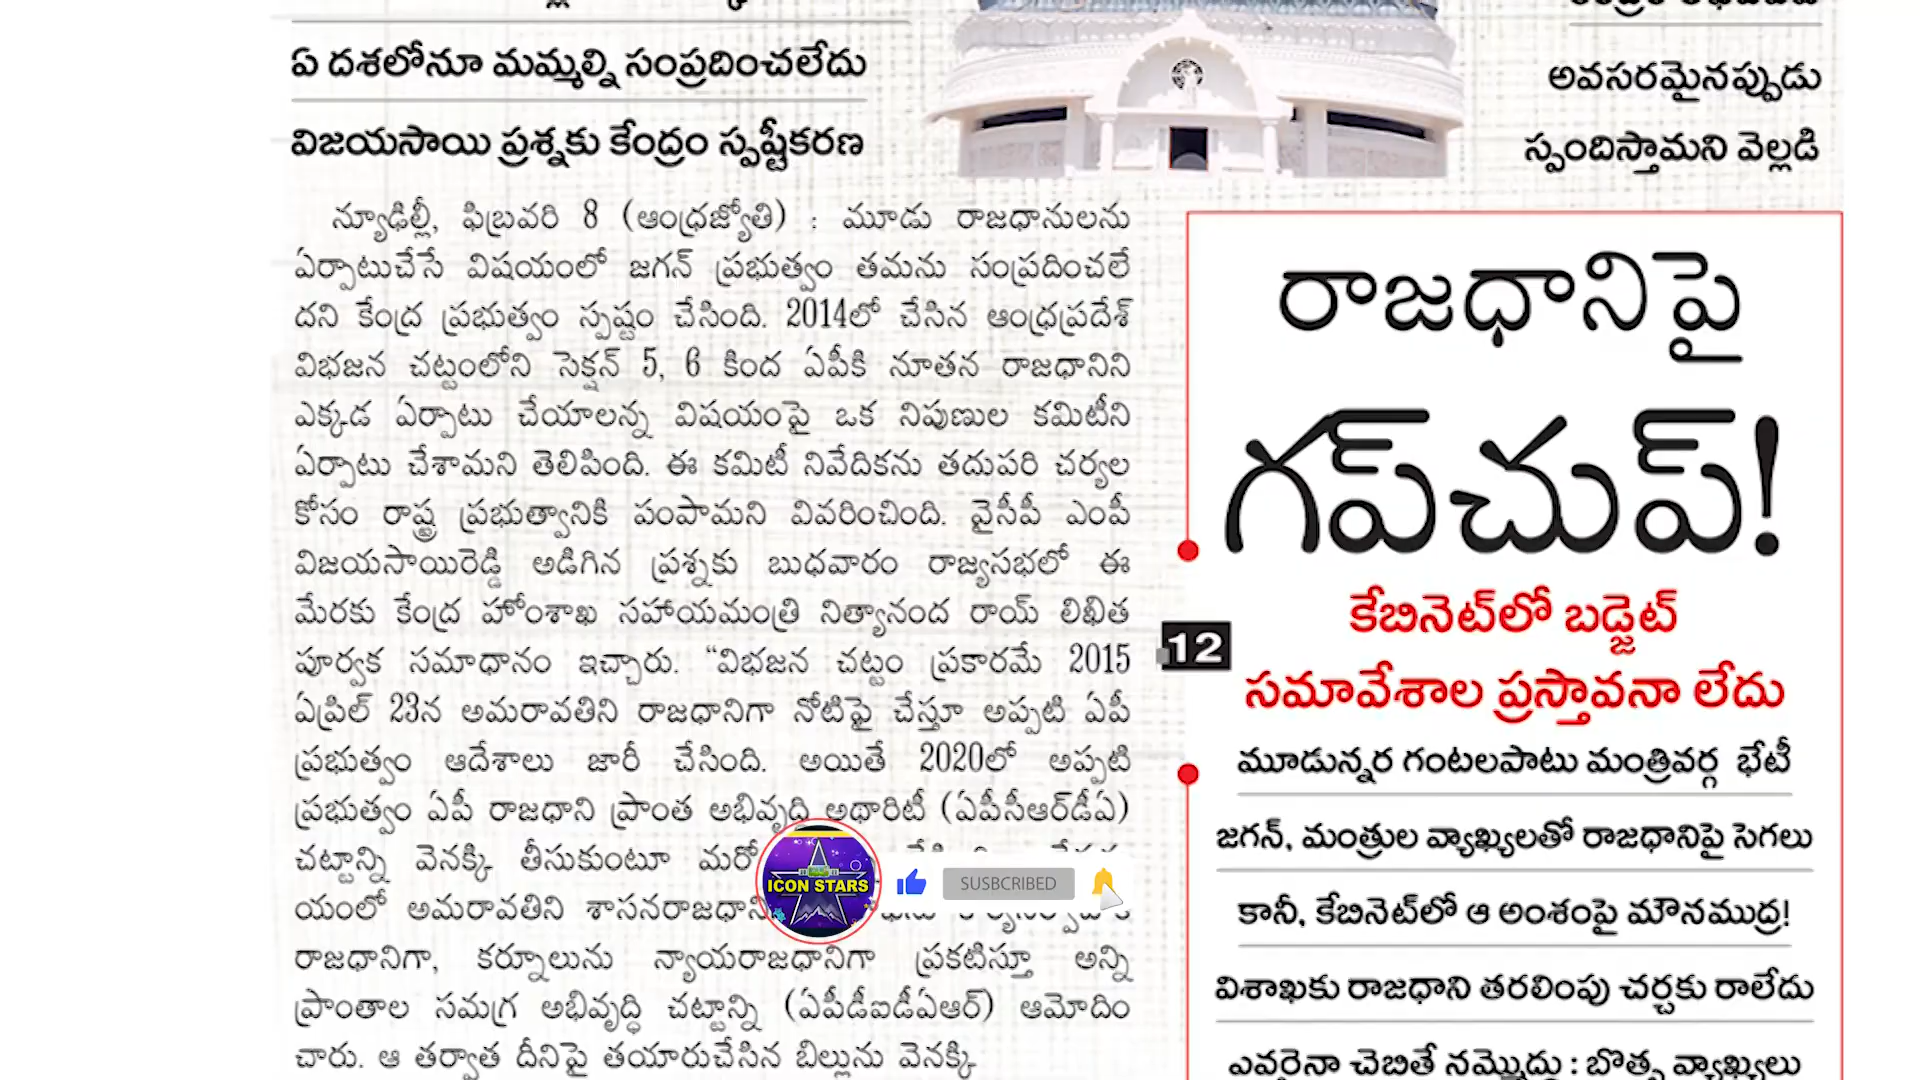 ఏ దశలోనూ మమ్మల్ని సంప్రదించలేదు
విజయసాయి ప్రశ్నకు కేంద్రం స్పష్టీకరణ
అవసరమైనప్పుడు
స్పందిస్తామని వెల్లడి
న్యూఢిల్లీ, ఫిబ్రవరి 8 (ఆంధ్రజ్యోతి) : మూడు రాజధానులను
ఏర్పాటుచేసే విషయంలో జగన్ ప్రభుత్వం తమను సంప్రదించలే
దని కేంద్ర ప్రభుత్వం స్పష్టం చేసింది. 2014లో చేసిన ఆంధ్రప్రదేశ్
విభజన చట్టంలోని సెక్షన్ 5, 6 కింద ఏపీకి నూతన రాజధానిని
ఎక్కడ ఏర్పాటు చేయాలన్న విషయంపై ఒక నిపుణుల కమిటీని
ఏర్పాటు చేశామని తెలిపింది. ఈ కమిటీ నివేదికను తదుపరి చర్యల
కోసం రాష్ట్ర ప్రభుత్వానికి పంపామని వివరించింది. వైసీపీ ఎంపీ
విజయసాయిరెడ్డి అడిగిన ప్రశ్నకు బుధవారం రాజ్యసభలో ఈ
మేరకు కేంద్ర హోంశాఖ సహాయమంత్రి నిత్యానంద రాయ్ లిఖిత
పూర్వక సమాధానం ఇచ్చారు. “విభజన చట్టం ప్రకారమే 2015
ఏప్రిల్ 23న అమరావతిని రాజధానిగా నోటిఫై చేస్తూ అప్పటి ఏపీ
ప్రభుత్వం ఆదేశాలు జారీ చేసింది. అయితే 2020లో అప్పటి
ప్రభుత్వం ఏపీ రాజధాని ప్రాంత అభివృద్ధి అథారిటీ (ఏపీసీఆర్‌డీఏ)
చట్టాన్ని వెనక్కి తీసుకుంటూ
యంలో అమరావతిని
రాజధానిగా, కర్నూలును న్యాయరాజధానిగా ప్రకటిస్తూ అన్ని
ప్రాంతాల సమగ్ర అభివృద్ధి చట్టాన్ని (ఏపీడీఐడీఏఆర్) ఆమోదిం
చారు. ఆ తర్వాత దీనిపై తయారుచేసిన బిల్లును వెనక్కి
రాజధానిపై
గప్‌చుప్!
కేబినెట్‌లో బడ్జెట్
సమావేశాల ప్రస్తావనా లేదు
12
మూడున్నర గంటలపాటు మంత్రివర్గ భేటీ
జగన్, మంత్రుల వ్యాఖ్యలతో రాజధానిపై సెగలు
కానీ, కేబినెట్‌లో ఆ అంశంపై మౌనముద్ర!
విశాఖకు రాజధాని తరలింపు చర్చకు రాలేదు
ఎవరైనా చెబితే నమ్మొద్దు : బొత్స వ్యాఖ్యలు
ICON STARS
SUSBCRIBED